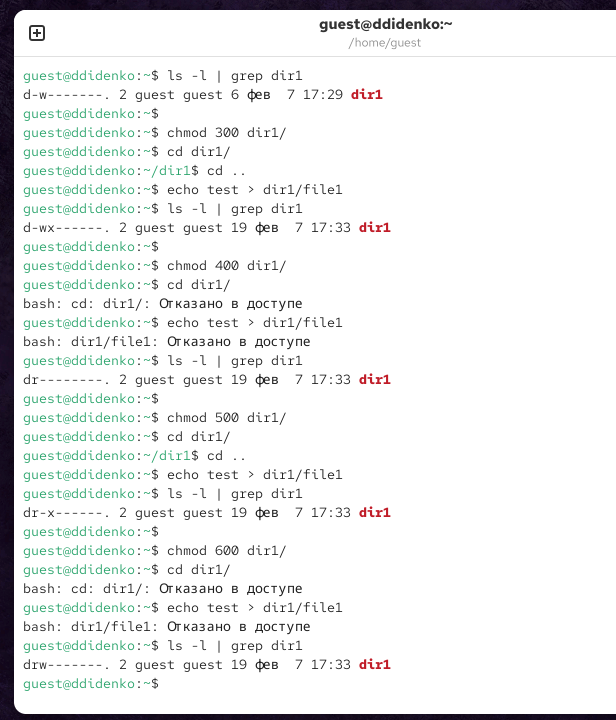 guest@ddidenko:~
/home/guest
guest@ddidenko:~$ ls -l | grep dir1
d-w-------. 2 guest guest 6 фев  7 17:29 dir1
guest@ddidenko:~$
guest@ddidenko:~$ chmod 300 dir1/
guest@ddidenko:~$ cd dir1/
guest@ddidenko:~/dir1$ cd ..
guest@ddidenko:~$ echo test > dir1/file1
guest@ddidenko:~$ ls -l | grep dir1
d-wx------. 2 guest guest 19 фев  7 17:33 dir1
guest@ddidenko:~$
guest@ddidenko:~$ chmod 400 dir1/
guest@ddidenko:~$ cd dir1/
bash: cd: dir1/: Отказано в доступе
guest@ddidenko:~$ echo test > dir1/file1
bash: dir1/file1: Отказано в доступе
guest@ddidenko:~$ ls -l | grep dir1
dr--------. 2 guest guest 19 фев  7 17:33 dir1
guest@ddidenko:~$
guest@ddidenko:~$ chmod 500 dir1/
guest@ddidenko:~$ cd dir1/
guest@ddidenko:~/dir1$ cd ..
guest@ddidenko:~$ echo test > dir1/file1
guest@ddidenko:~$ ls -l | grep dir1
dr-x------. 2 guest guest 19 фев  7 17:33 dir1
guest@ddidenko:~$
guest@ddidenko:~$ chmod 600 dir1/
guest@ddidenko:~$ cd dir1/
bash: cd: dir1/: Отказано в доступе
guest@ddidenko:~$ echo test > dir1/file1
bash: dir1/file1: Отказано в доступе
guest@ddidenko:~$ ls -l | grep dir1
drw-------. 2 guest guest 19 фев  7 17:33 dir1
guest@ddidenko:~$